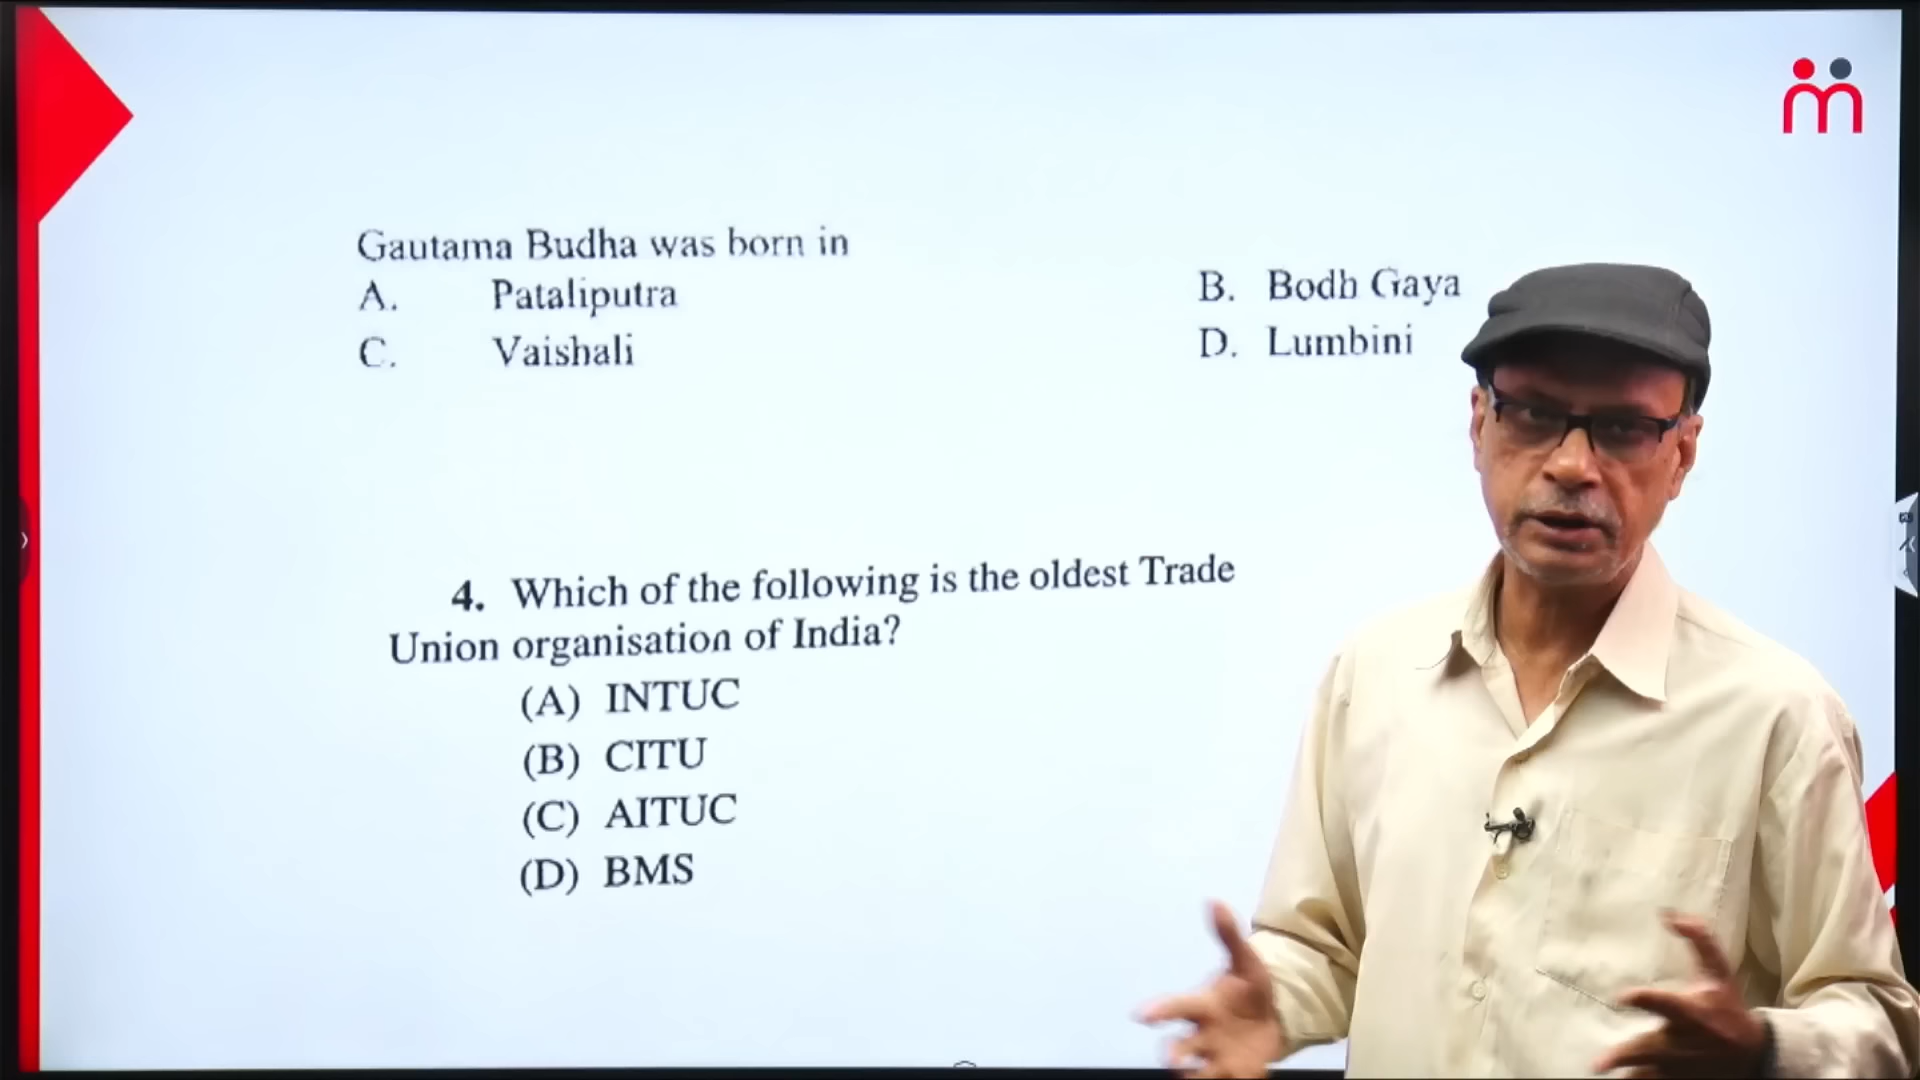 Gautama Budha was born in
A. Pataliputra B. Bodh Gaya
C. Vaishali D. Lumbini
4. Which of the following is the oldest Trade
Union organisation of India?
(A) INTUC
(B) CITU
(C) AITUC
(D) BMS